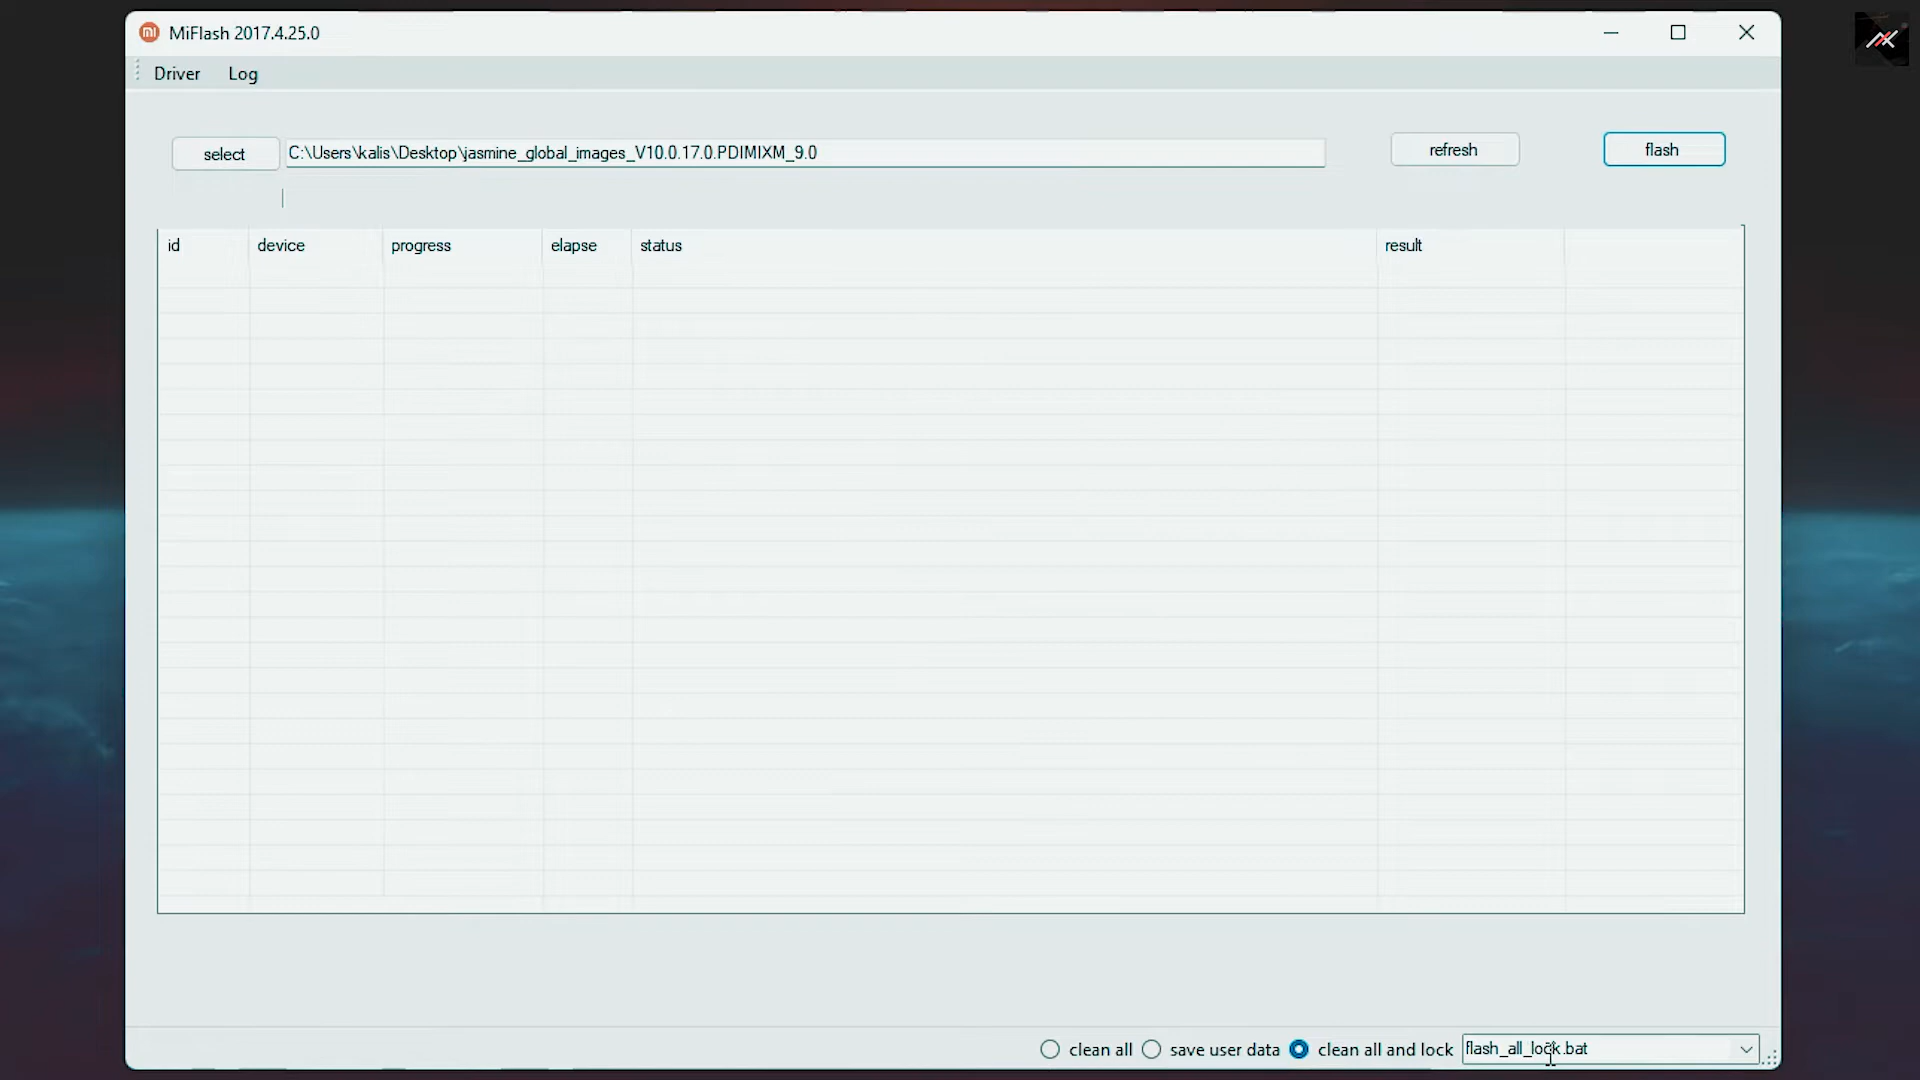 MiFlash 2017.4.25.0
Driver Log
select C:\Users\kalis\Desktop\jasmine_global_images_V10.0.17.0.PDIMIXM_9.0 refresh flash
id device progress elapse status result
clean all save user data clean all and lock flash_all_lock.bat